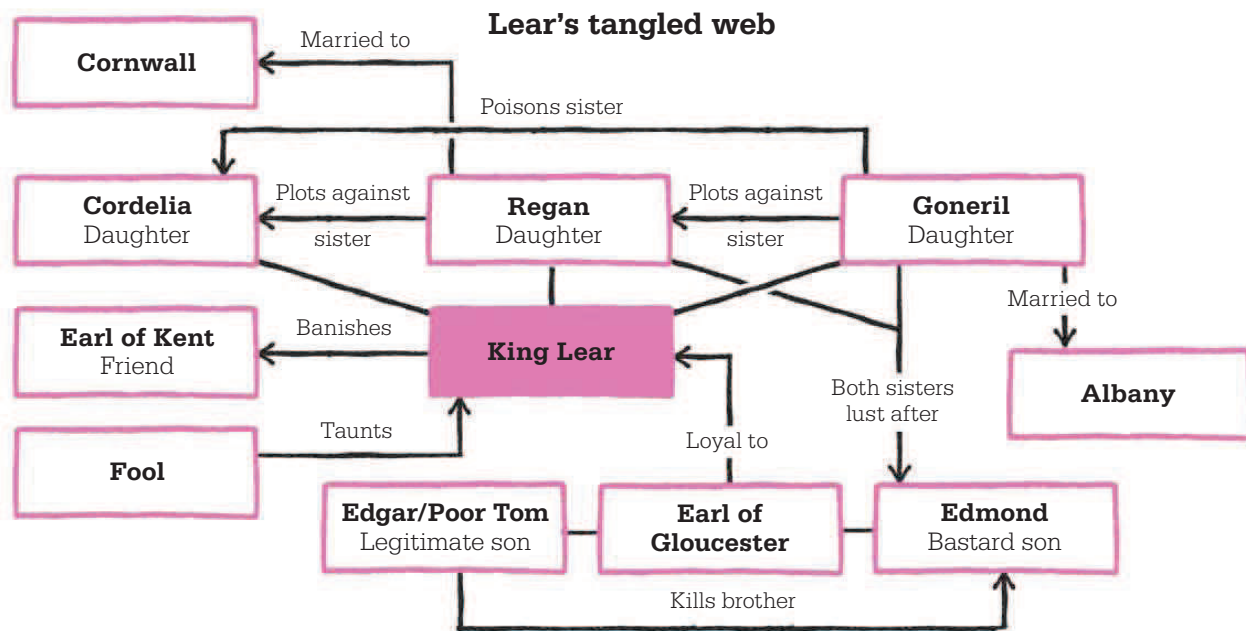 Lear's tangled web
Married to
Cornwall
Poisons sister
Cordelia
Daughter
Plots against
sister
Regan
Daughter
Plots against
sister
Goneril
Daughter
Married to
Earl of Kent
Friend
Banishes
King Lear
Both sisters
lust after
Albany
Fool
Taunts
Loyal to
Edgar/Poor Tom
Legitimate son
Earl of
Gloucester
Edmond
Bastard son
Kills brother